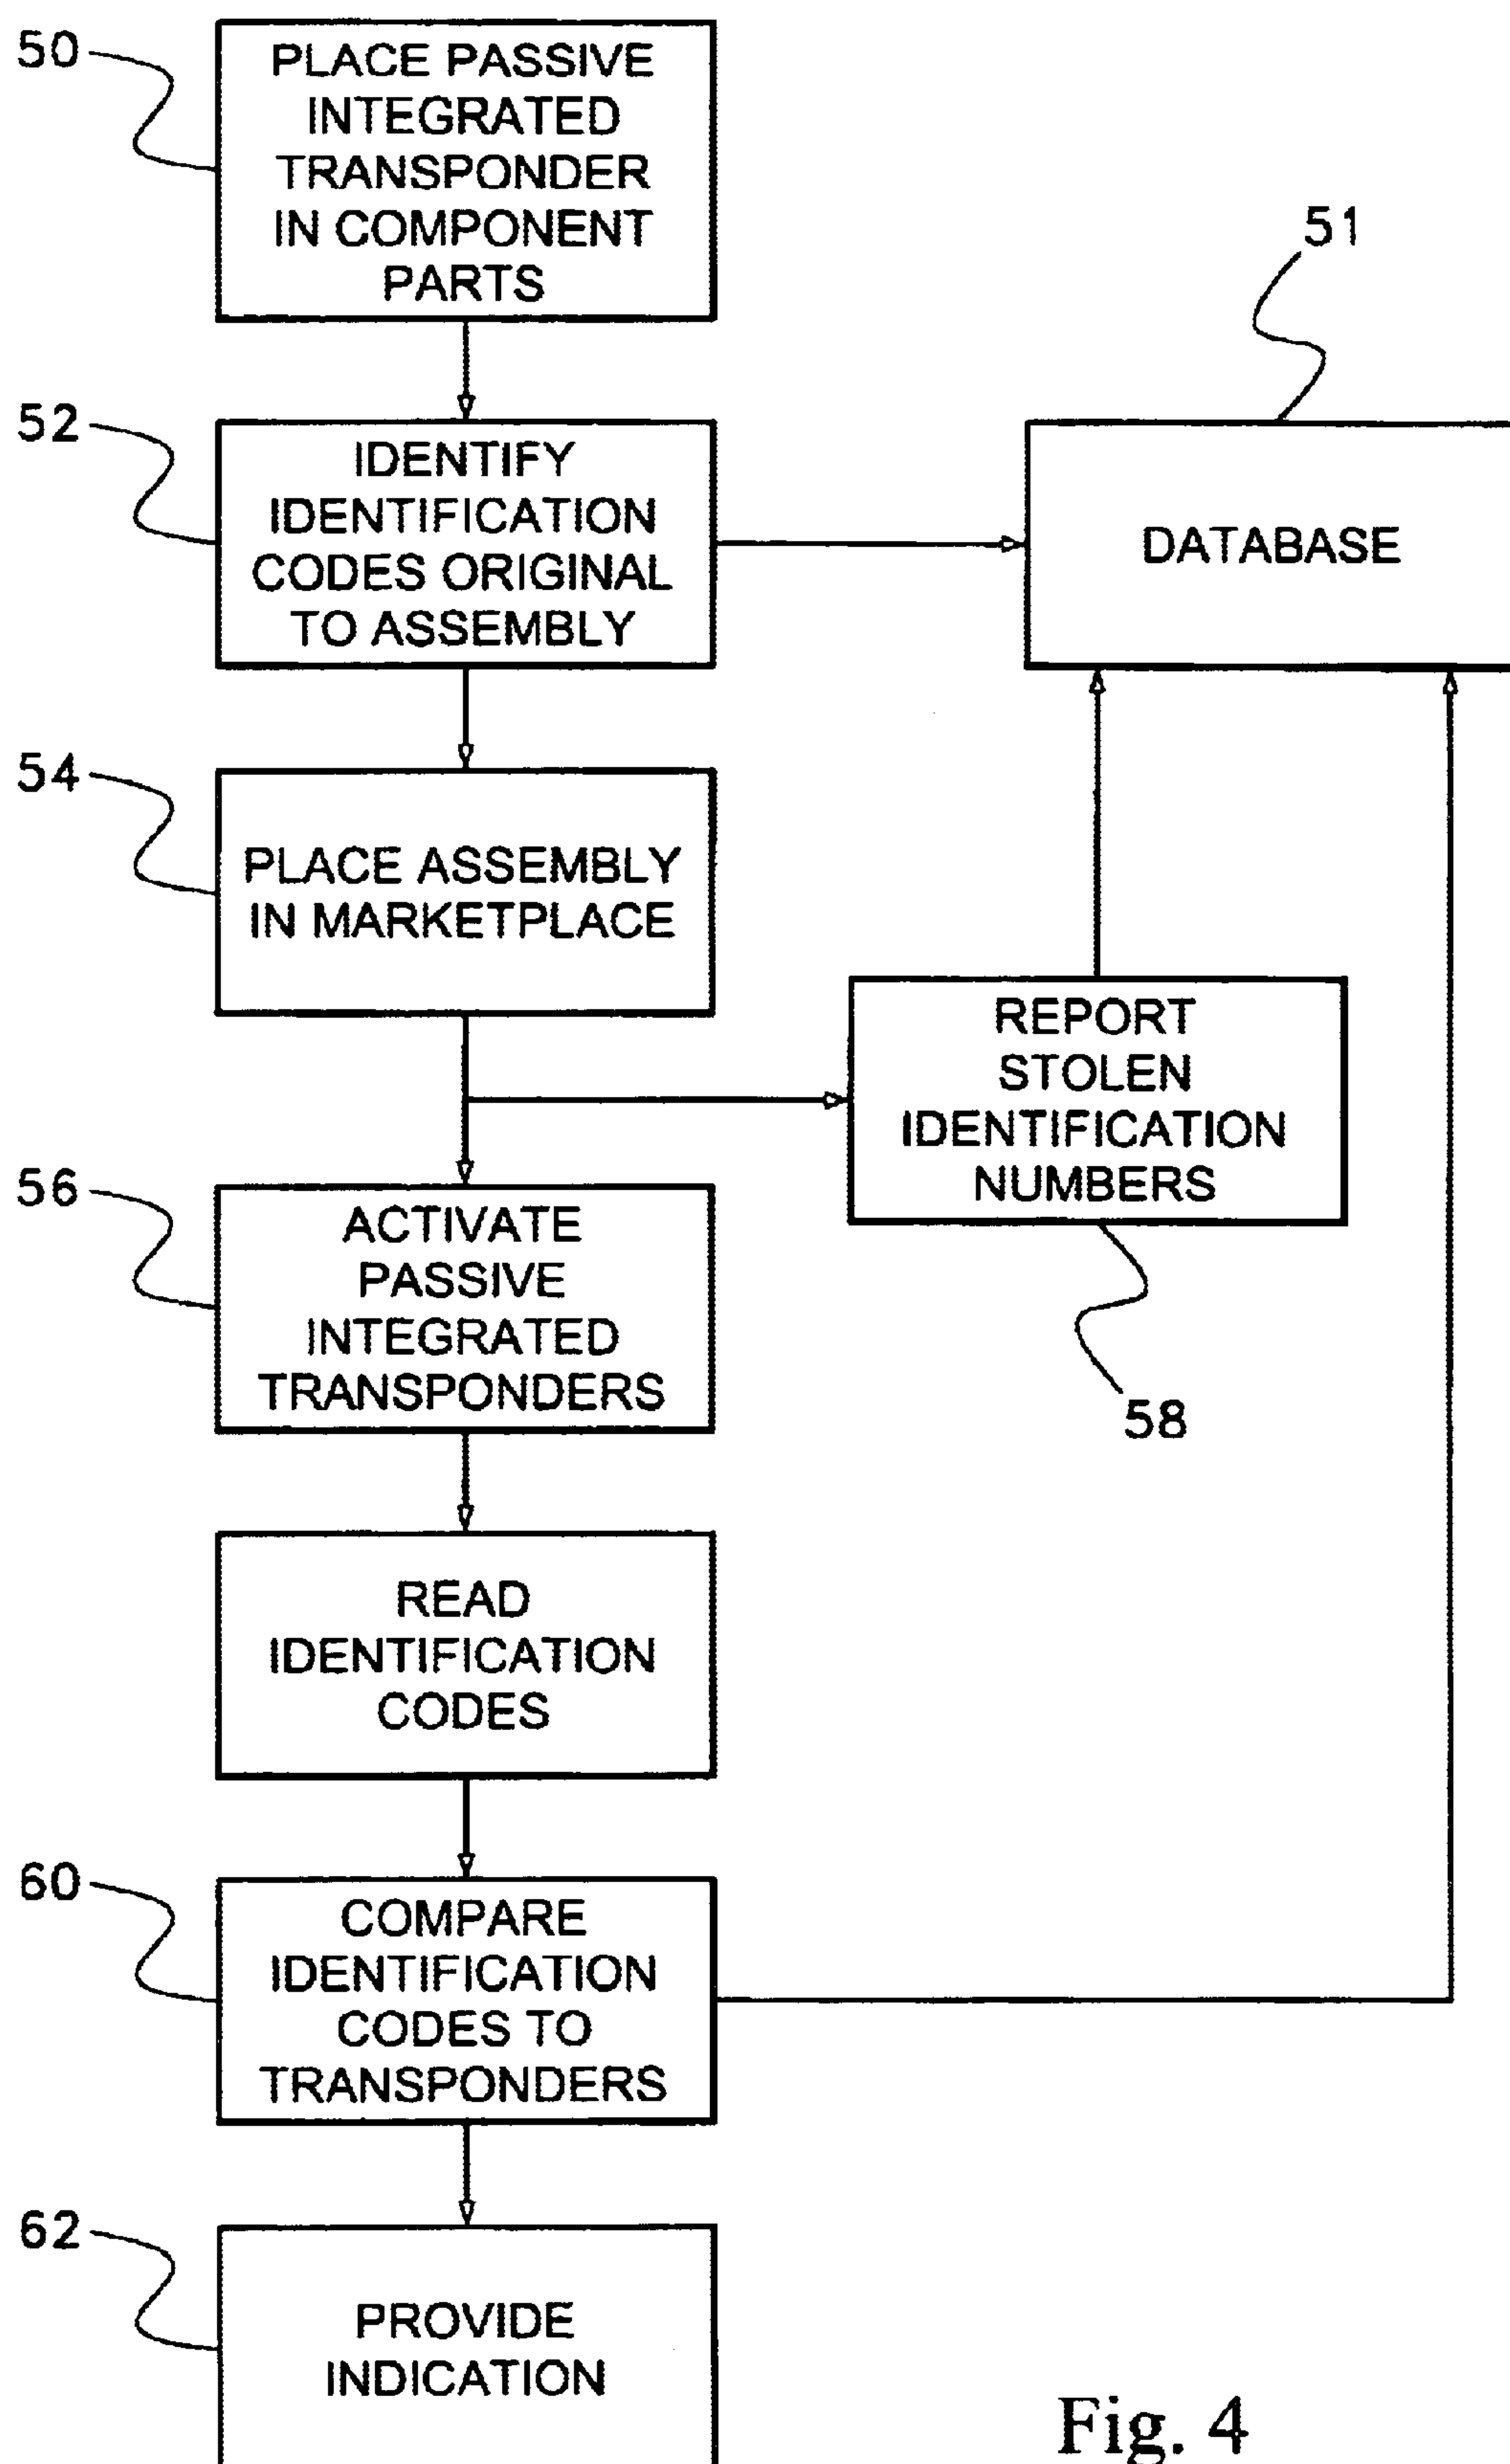 50
PLACE PASSIVE
INTEGRATED
TRANSPONDER
IN COMPONENT
PARTS
51
52
IDENTIFY
IDENTIFICATION
CODES ORIGINAL
TO ASSEMBLY
DATABASE
54
PLACE ASSEMBLY
IN MARKETPLACE
REPORT
STOLEN
IDENTIFICATION
NUMBERS
58
56
ACTIVATE
PASSIVE
INTEGRATED
TRANSPONDERS
READ
IDENTIFICATION
CODES
60
COMPARE
IDENTIFICATION
CODES TO
TRANSPONDERS
62
PROVIDE
INDICATION
Fig. 4